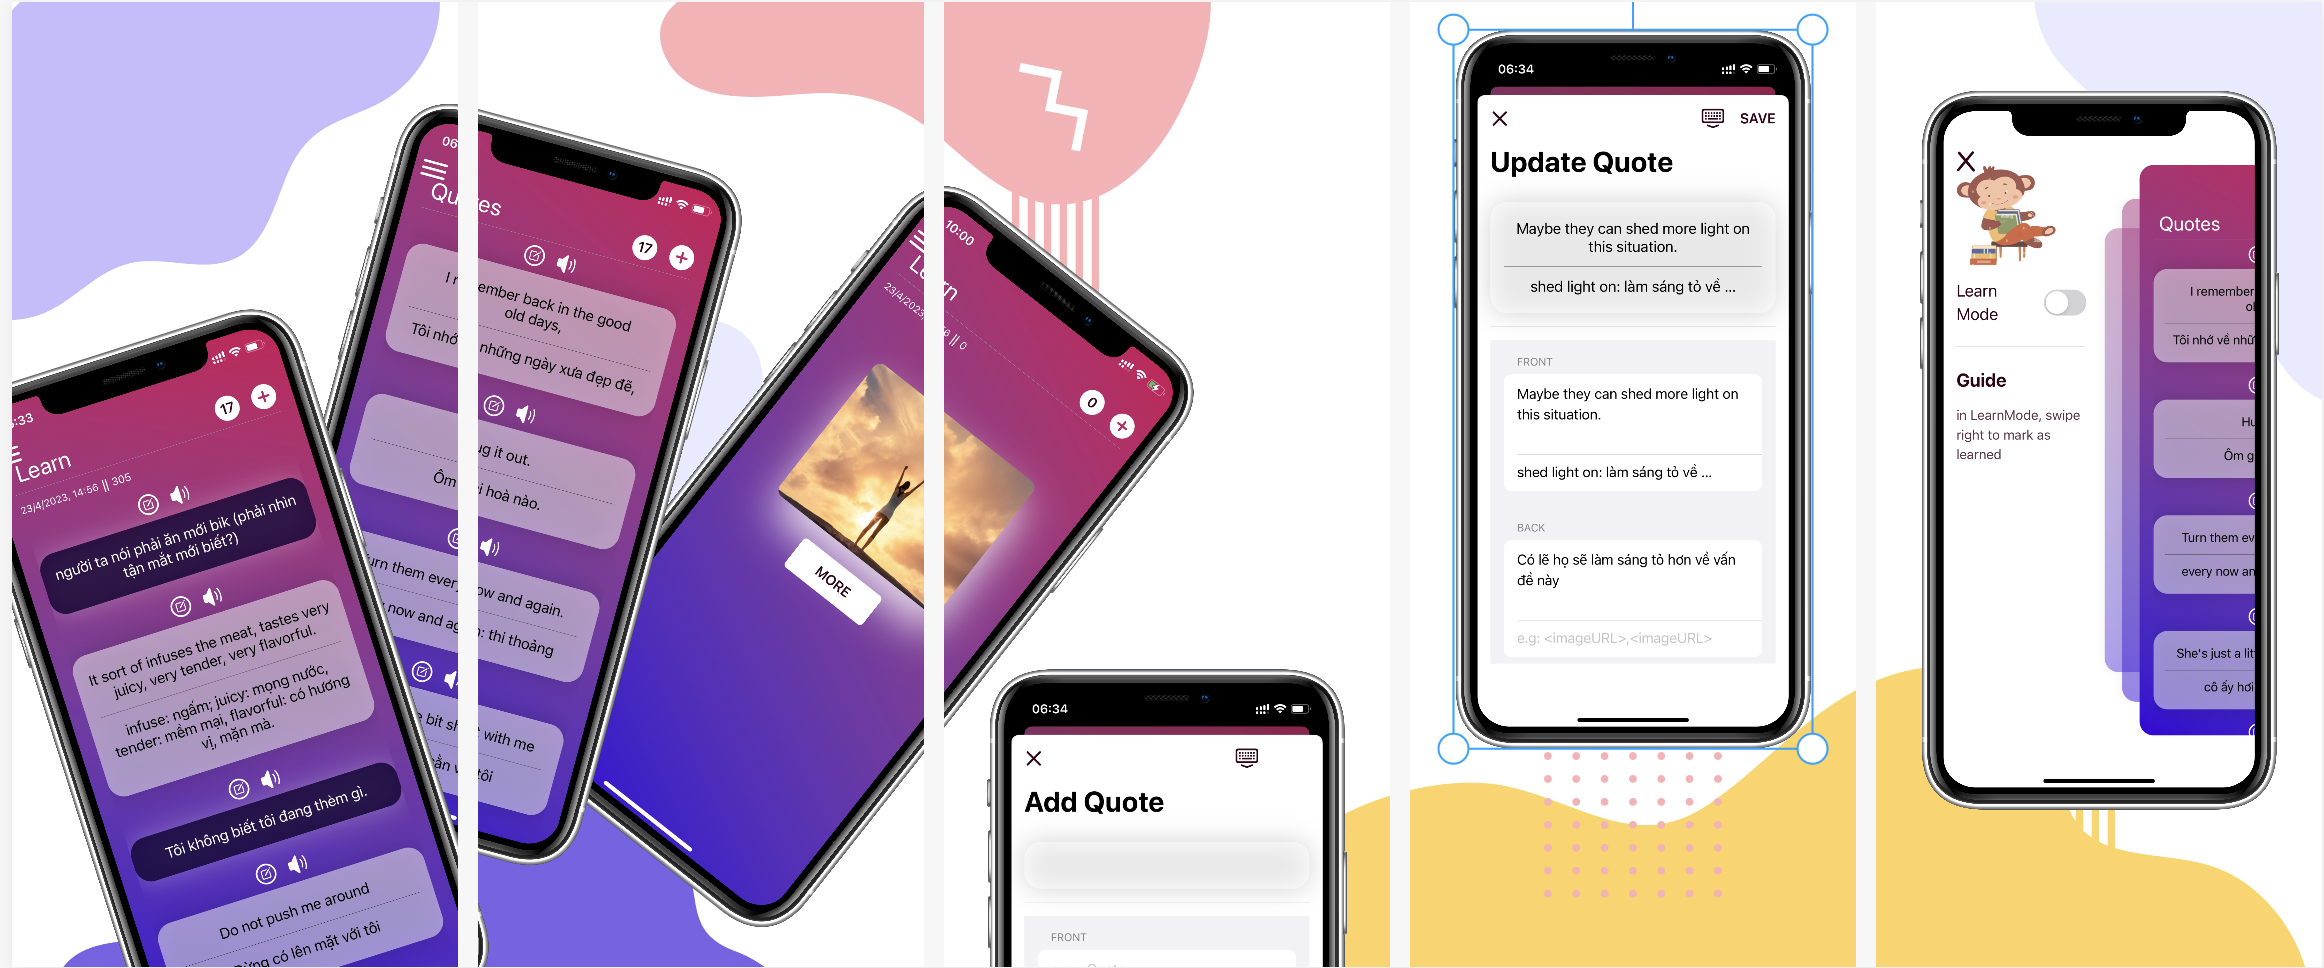 :33
17
Learn
23/4/2023, 14:56 || 305
người ta nói phải ăn mới bik (phải nhìn
tận mắt mới biết?)
It sort of infuses the meat, tastes very
juicy, very tender, very flavorful.
infuse: ngấm; juicy: mọng nước,
tender: mềm mại, flavorful: có hương
vị, mặn mà.
Tôi không biết tôi đang thèm gì.
Do not push me around
Đừng có lên mặt với tôi
06
Quotes
17
I remember back in the good
old days,
Tôi nhớ những ngày xưa đẹp đẽ,
ug it out.
Ôm i hoà nào.
urn them every now and again.
now and again: thi thoảng
bit sh with me
ẳn v tôi
10:00
Learn
23/4/2023, 6 || 0
0
MORE
06:34
Add Quote
FRONT
06:34
SAVE
Update Quote
Maybe they can shed more light on
this situation.
shed light on: làm sáng tỏ về ...
FRONT
Maybe they can shed more light on
this situation.
shed light on: làm sáng tỏ về ...
BACK
Có lẽ họ sẽ làm sáng tỏ hơn về vấn
đề này
e.g: <imageURL>,<imageURL>
Learn
Mode
Guide
in LearnMode, swipe
right to mark as
learned
Quotes
I remember
ol
Tôi nhớ về nhữ
Hu
Ôm g
Turn them ev
every now an
She's just a lit
cô ấy hơi